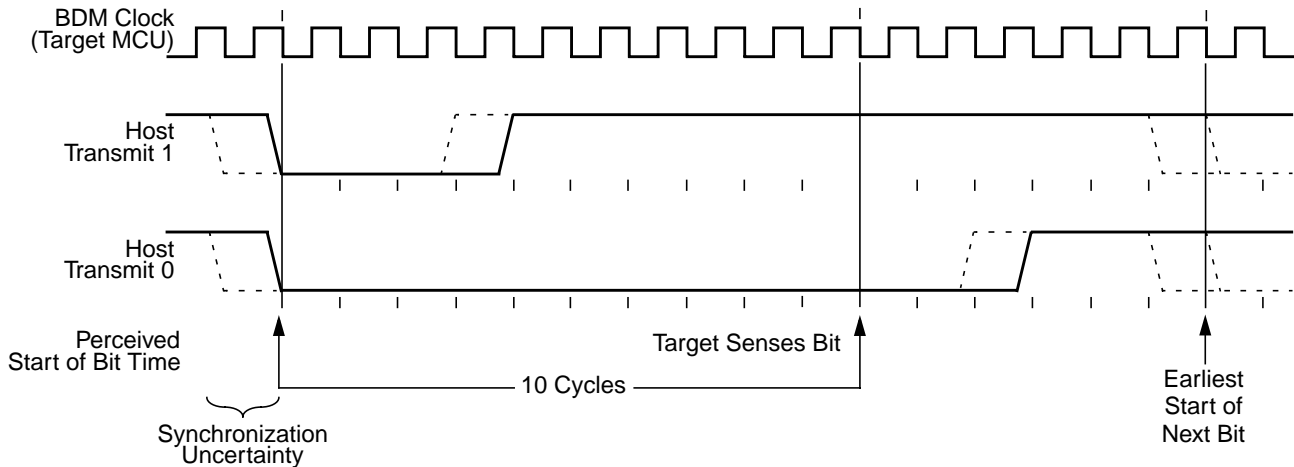 BDM Clock
(Target MCU)
Host
Transmit 1
Host
Transmit 0
Perceived
Start of Bit Time
Target Senses Bit
10 Cycles
Earliest
Start of
Next Bit
Synchronization
Uncertainty